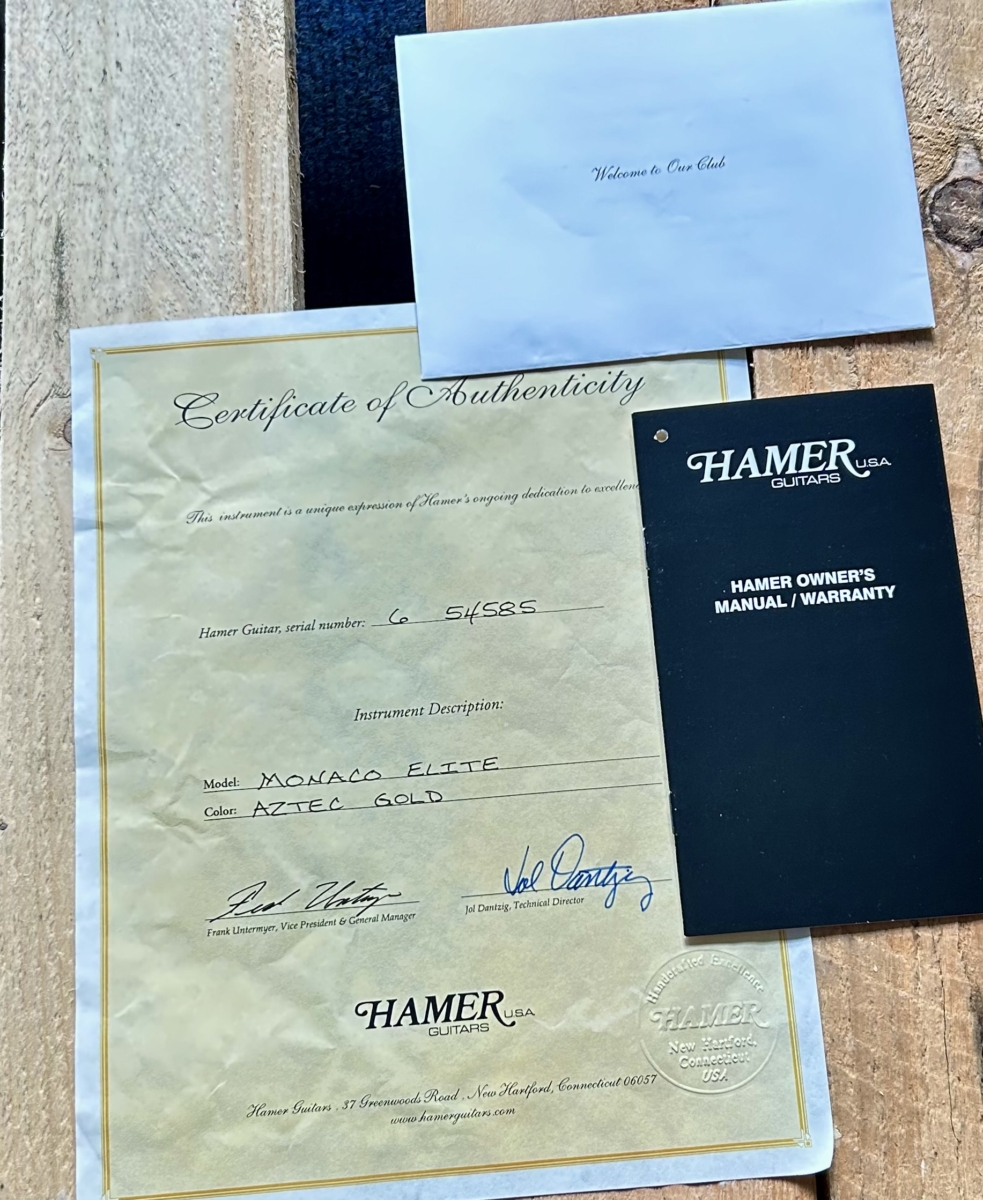 Welcome to Our Club
Certificate of Authenticity
This instrument is a unique expression of Hamer's ongoing dedication to excellen
Hamer Guitar, serial number: 6 54585
Instrument Description:
Model: MONACO ELITE
Color: AZTEC GOLD
Jol Dantzig
Frank Untermyer, Vice President & General Manager
Jol Dantzig, Technical Director
HAMER U.S.A.
GUITARS
Handcrafted Excellence
HAMER
New Hartford,
Connecticut
USA
Hamer Guitars . 37 Greenwoods Road . New Hartford, Connecticut 06057
www.hamerguitars.com
HAMER U.S.A.
GUITARS
HAMER OWNER'S
MANUAL / WARRANTY